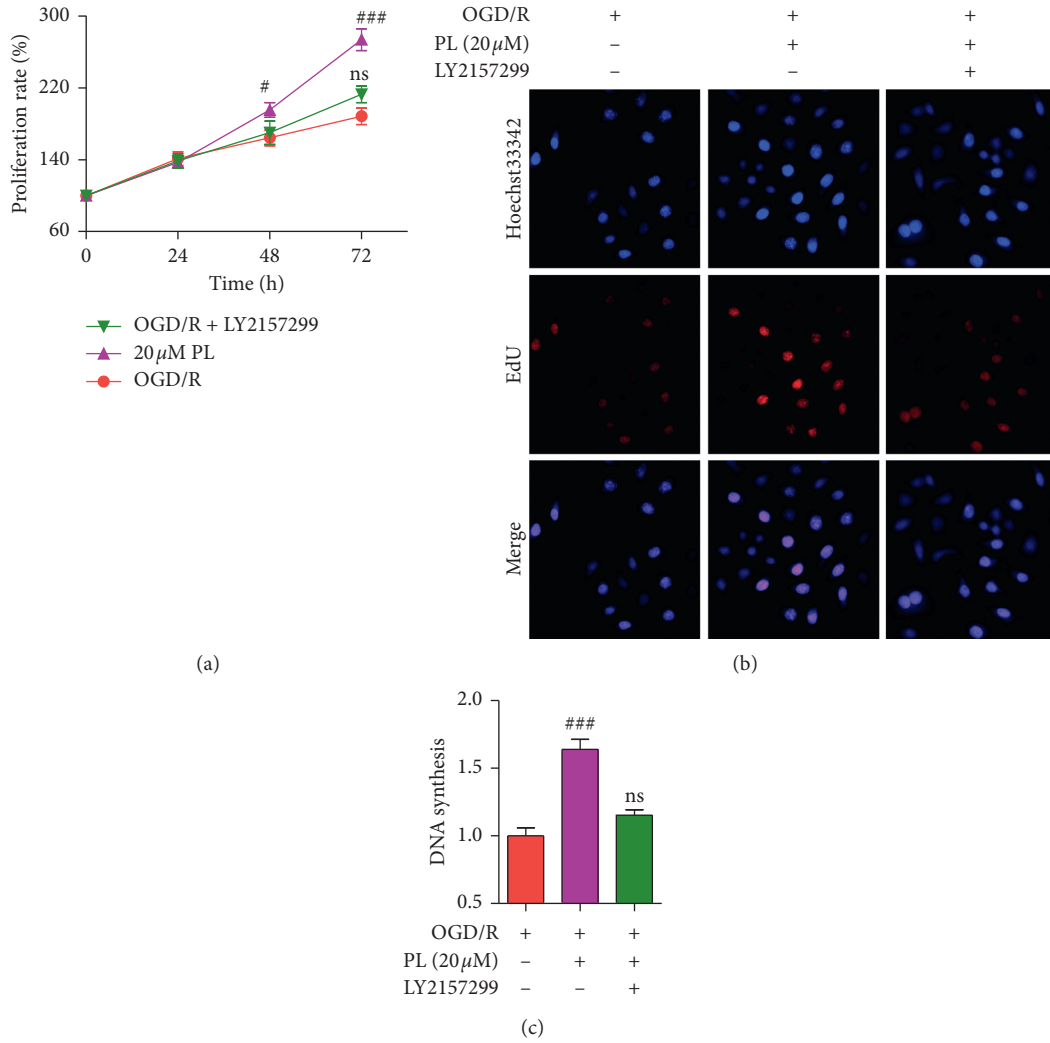 300
220
140
60
Proliferation rate (%)
#
###
ns
0 24 48 72
Time (h)
OGD/R + LY2157299
20 μM PL
OGD/R
(a)
OGD/R + + +
PL (20 μM) – + +
LY2157299 – – +
Hoechst33342
EdU
Merge
(b)
2.0
1.5
1.0
0.5
DNA synthesis
###
ns
OGD/R + + +
PL (20 μM) – + +
LY2157299 – – +
(c)